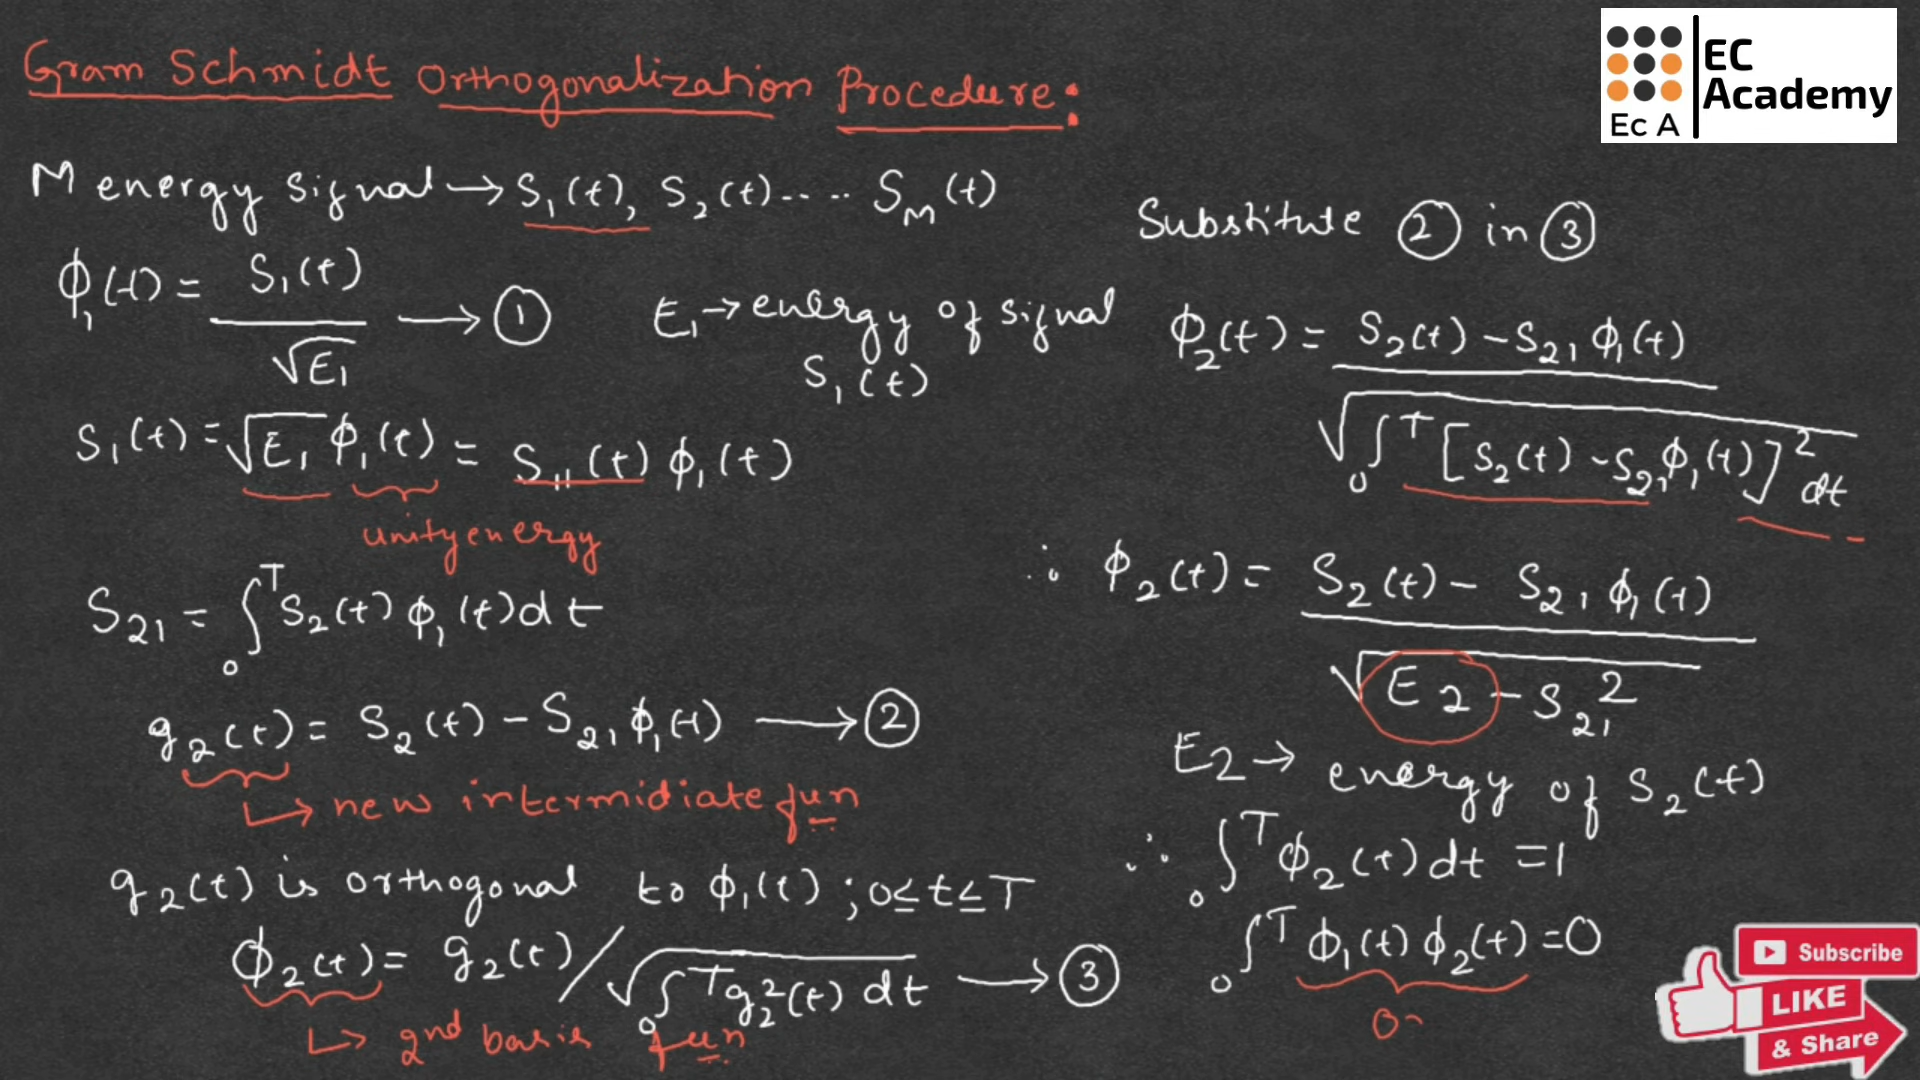 Gram Schmidt Orthogonalization Procedure:
M energy signal → S₁(t), S₂(t)..... S_M(t)
ϕ₁(t) = S₁(t) / √E₁ → ①
E₁ → energy of signal
S₁(t)
S₁(t) = √E₁ ϕ₁(t) = S₁₁(t) ϕ₁(t)
unity energy
S₂₁ = ∫₀ᵀ S₂(t) ϕ₁(t) dt
g₂(t) = S₂(t) - S₂₁ ϕ₁(t) → ②
↳ new intermidiate fun
g₂(t) is orthogonal to ϕ₁(t) ; 0≤t≤T
ϕ₂(t) = g₂(t) / √∫₀ᵀ g₂²(t) dt → ③
↳ 2nd basis fun
Substitute ② in ③
ϕ₂(t) = S₂(t) - S₂₁ ϕ₁(t) / √∫₀ᵀ [S₂(t) - S₂₁ϕ₁(t)]² dt
∴ ϕ₂(t) = S₂(t) - S₂₁ ϕ₁(t) / √E₂ - S₂₁²
E₂ → energy of S₂(t)
∴ ∫₀ᵀ ϕ₂(t) dt = 1
∫₀ᵀ ϕ₁(t) ϕ₂(t) = 0
EC
Academy
Ec A
Subscribe
LIKE
& Share